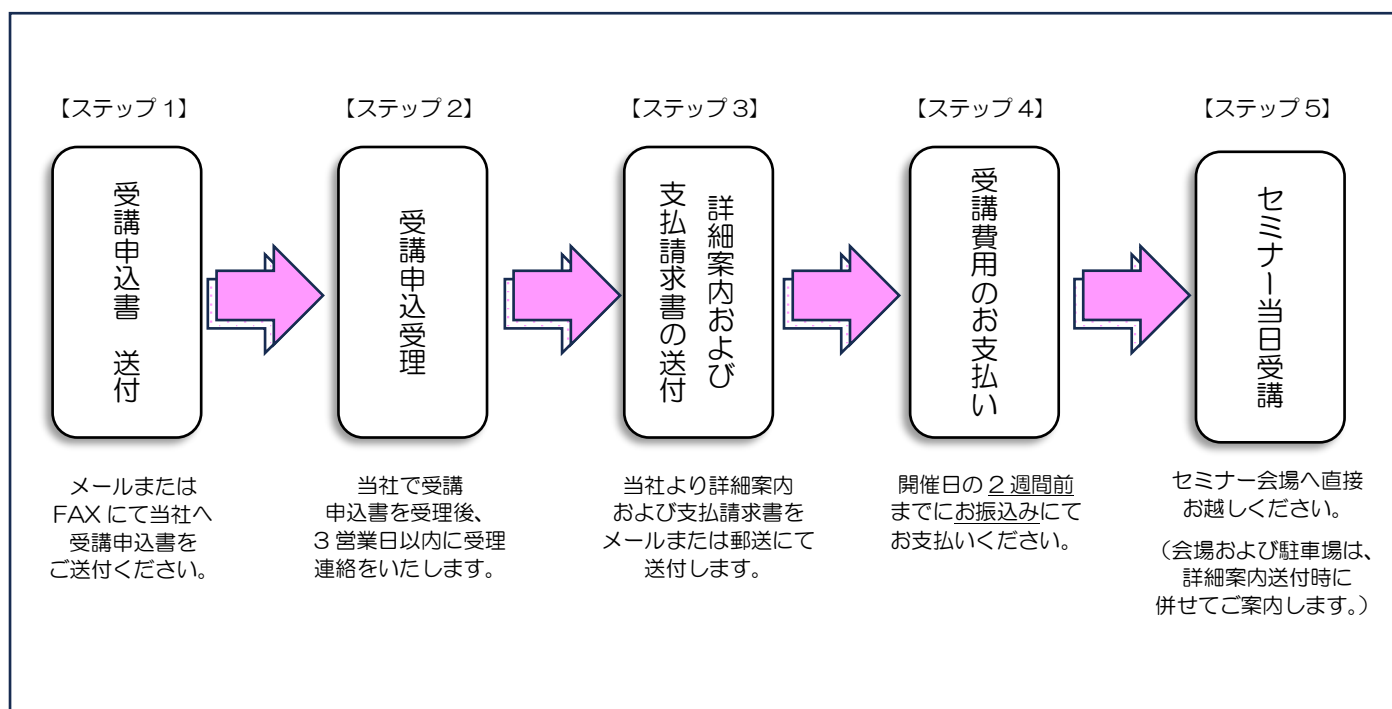 【ステップ 1】
受講申込書　送付
メールまたは
FAX にて当社へ
受講申込書を
ご送付ください。
【ステップ 2】
受講申込受理
当社で受講
申込書を受理後、
3 営業日以内に受理
連絡をいたします。
【ステップ 3】
詳細案内および
支払請求書の送付
当社より詳細案内
および支払請求書を
メールまたは郵送にて
送付します。
【ステップ 4】
受講費用のお支払い
開催日の 2 週間前
までにお振込みにて
お支払いください。
【ステップ 5】
セミナー当日受講
セミナー会場へ直接
お越しください。
（会場および駐車場は、
詳細案内送付時に
併せてご案内します。）